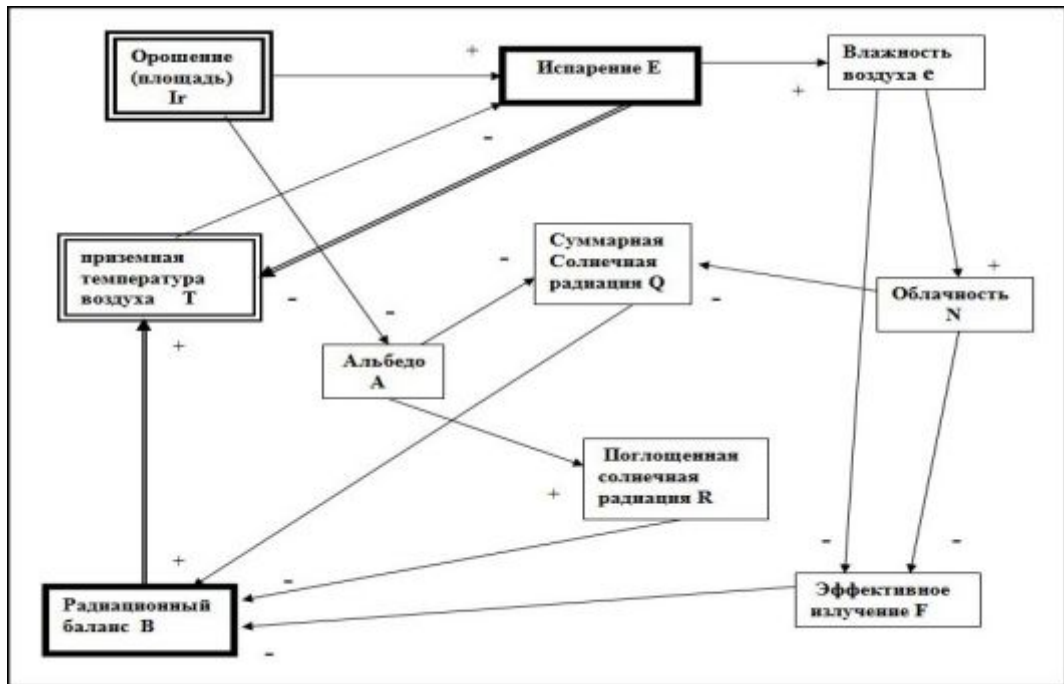 Орошение
(площадь)
Ir
+
Испарение E
+
Влажность
воздуха e
-
приземная
температура
воздуха T
-
+
Суммарная
Солнечная
радиация Q
-
-
+
Облачность
N
-
Альбедо
A
Поглощенная
солнечная
радиация R
+
-
-
+
Радиационный
баланс B
-
-
Эффективное
излучение F